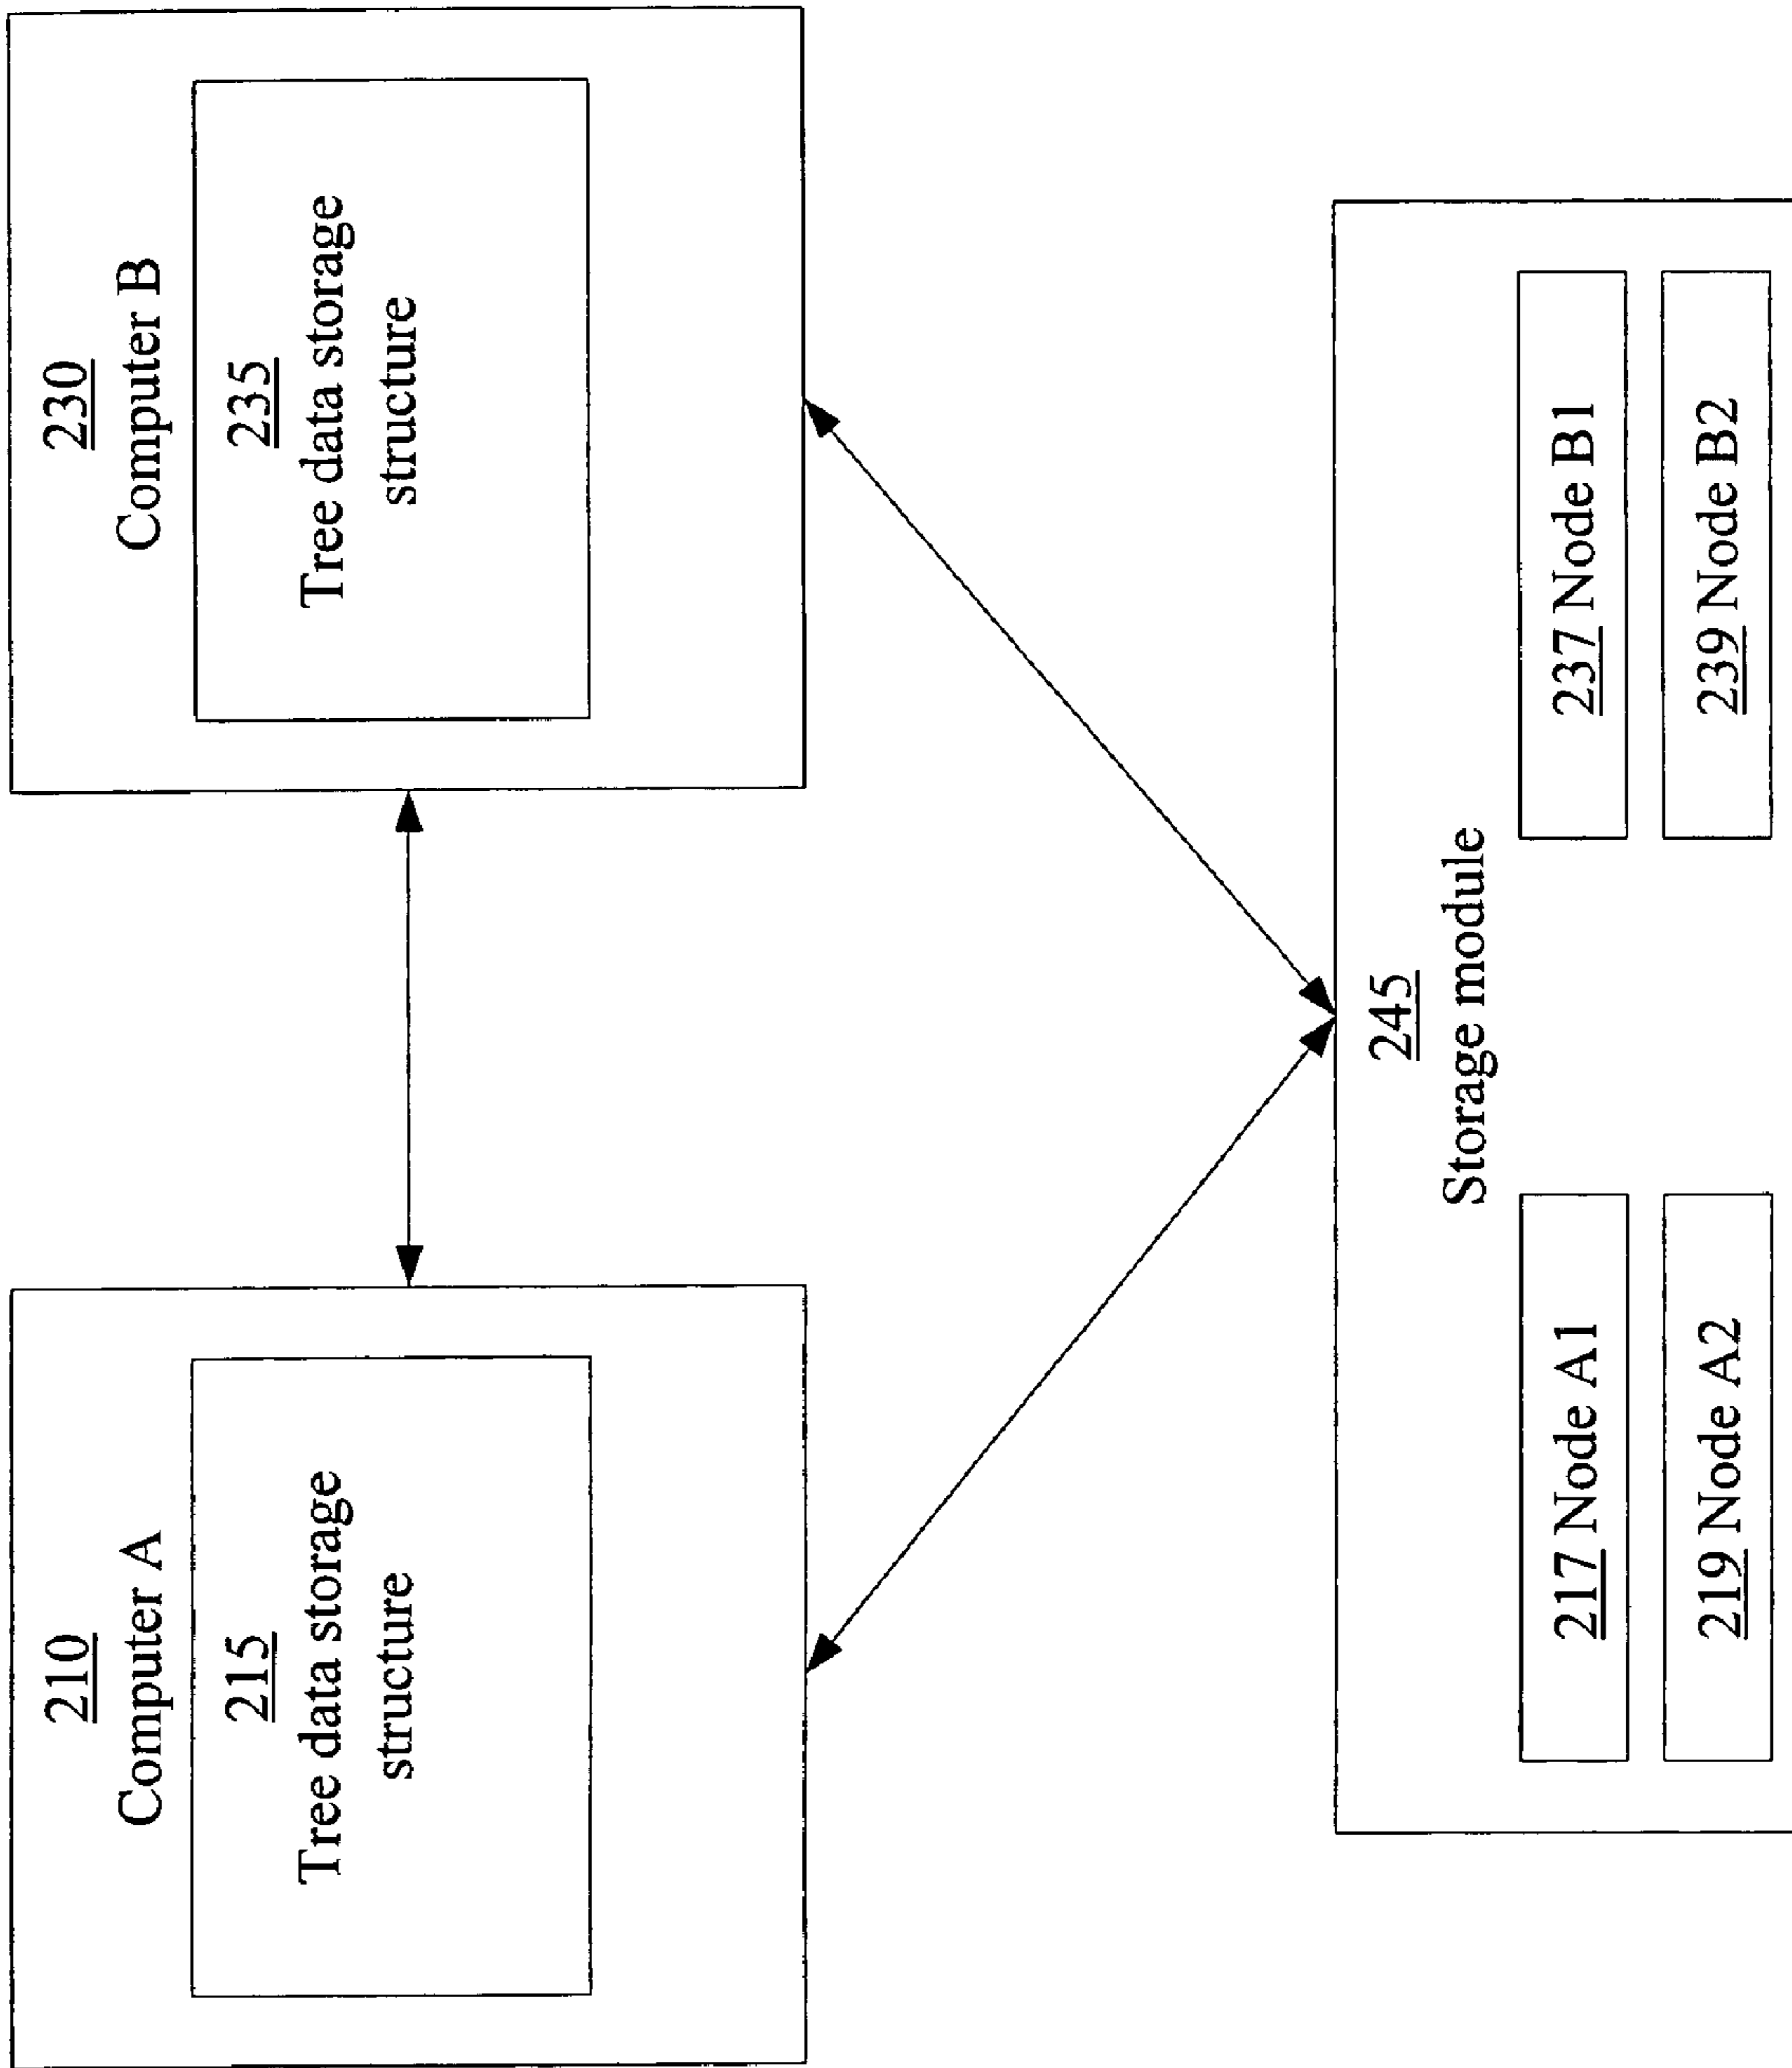 210
Computer A
215
Tree data storage
structure
230
Computer B
235
Tree data storage
structure
245
Storage module
217 Node A1
219 Node A2
237 Node B1
239 Node B2